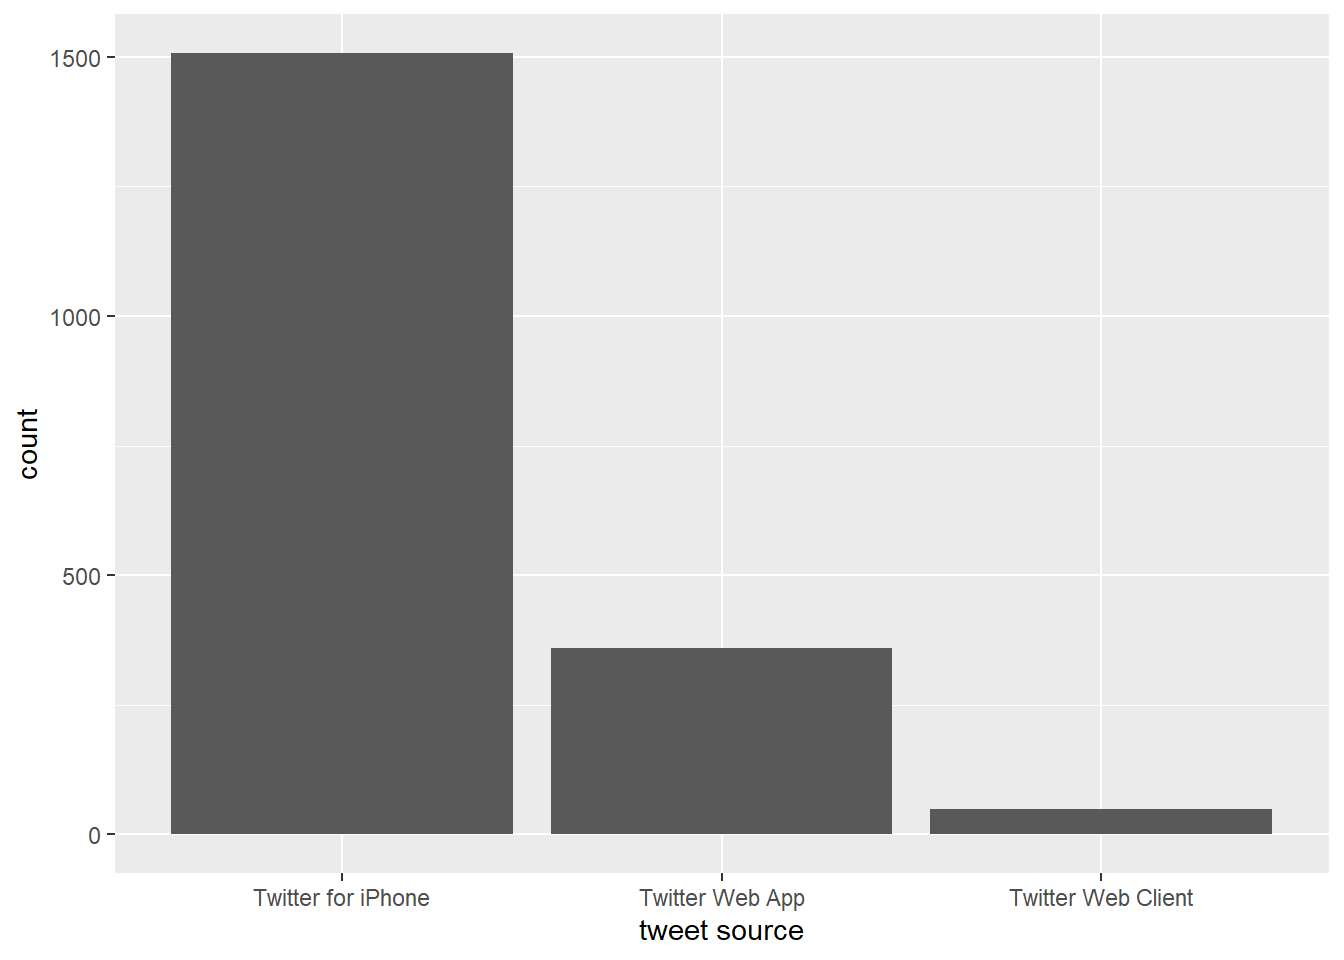 1500
1000
500
0
count
Twitter for iPhone
Twitter Web App
Twitter Web Client
tweet source